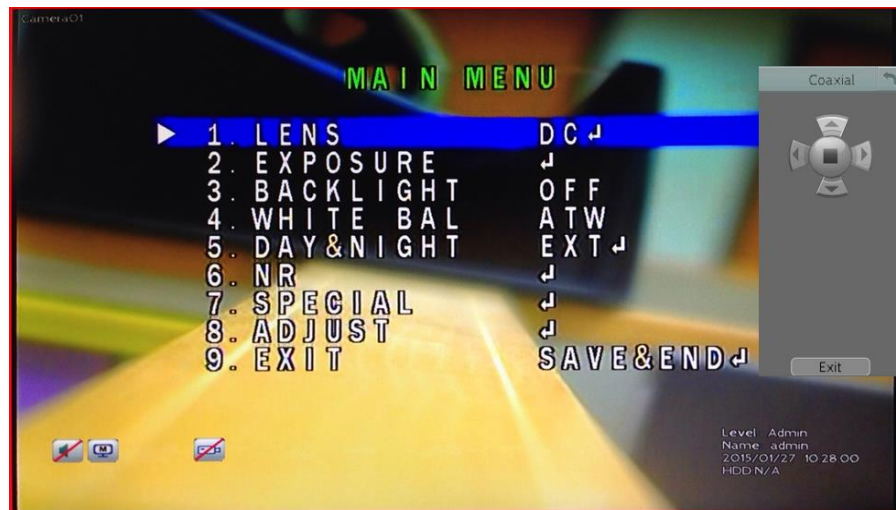 Camera01
MAIN MENU
Coaxial
1. LENS DC↵
2. EXPOSURE ↵
3. BACKLIGHT OFF
4. WHITE BAL ATW
5. DAY&NIGHT EXT↵
6. NR ↵
7. SPECIAL ↵
8. ADJUST ↵
9. EXIT SAVE&END↵
Exit
M
Level Admin
Name admin
2015/01/27 10:28:00
HDD N/A